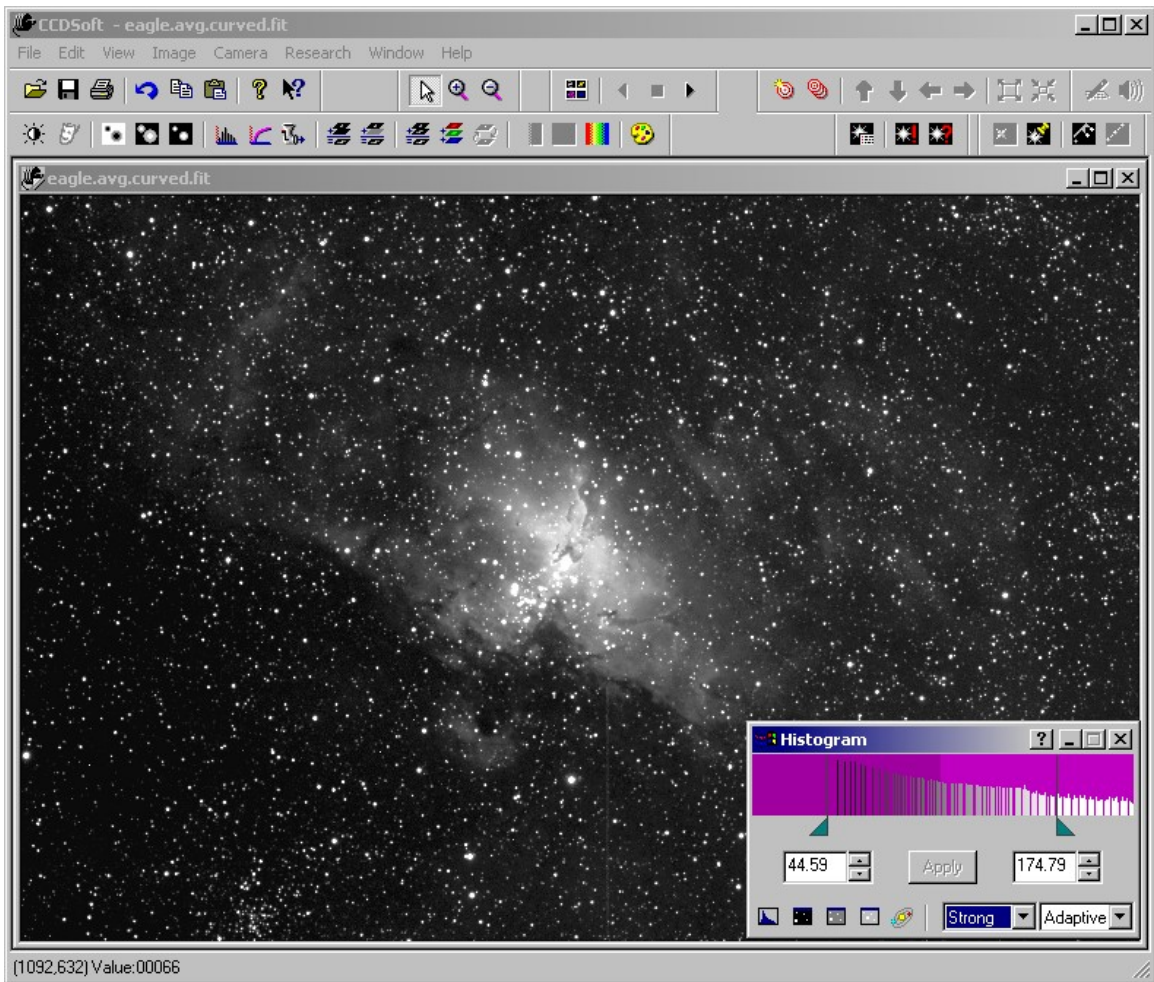 CCDSoft - eagle.avg.curved.fit
File Edit View Image Camera Research Window Help
eagle.avg.curved.fit
Histogram
44.59 Apply 174.79
Strong Adaptive
(1092,632) Value:00066